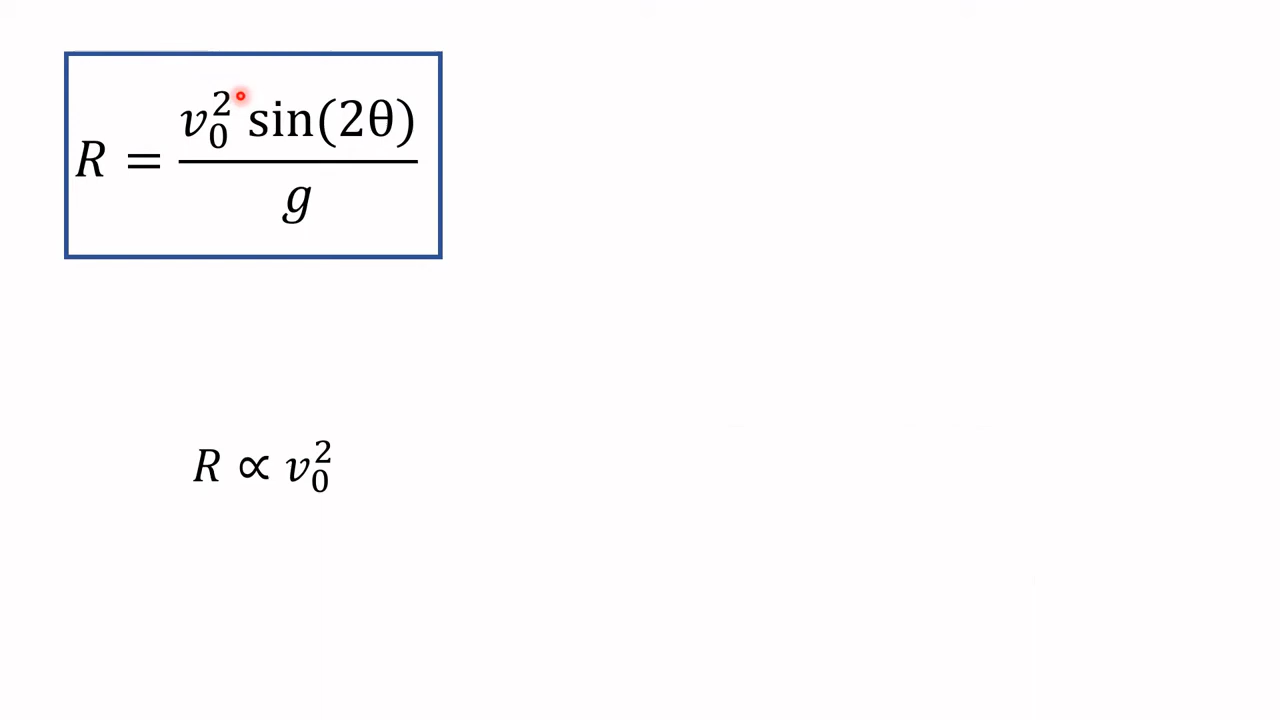 R = v₀² sin(2θ) / g
R ∝ v₀²